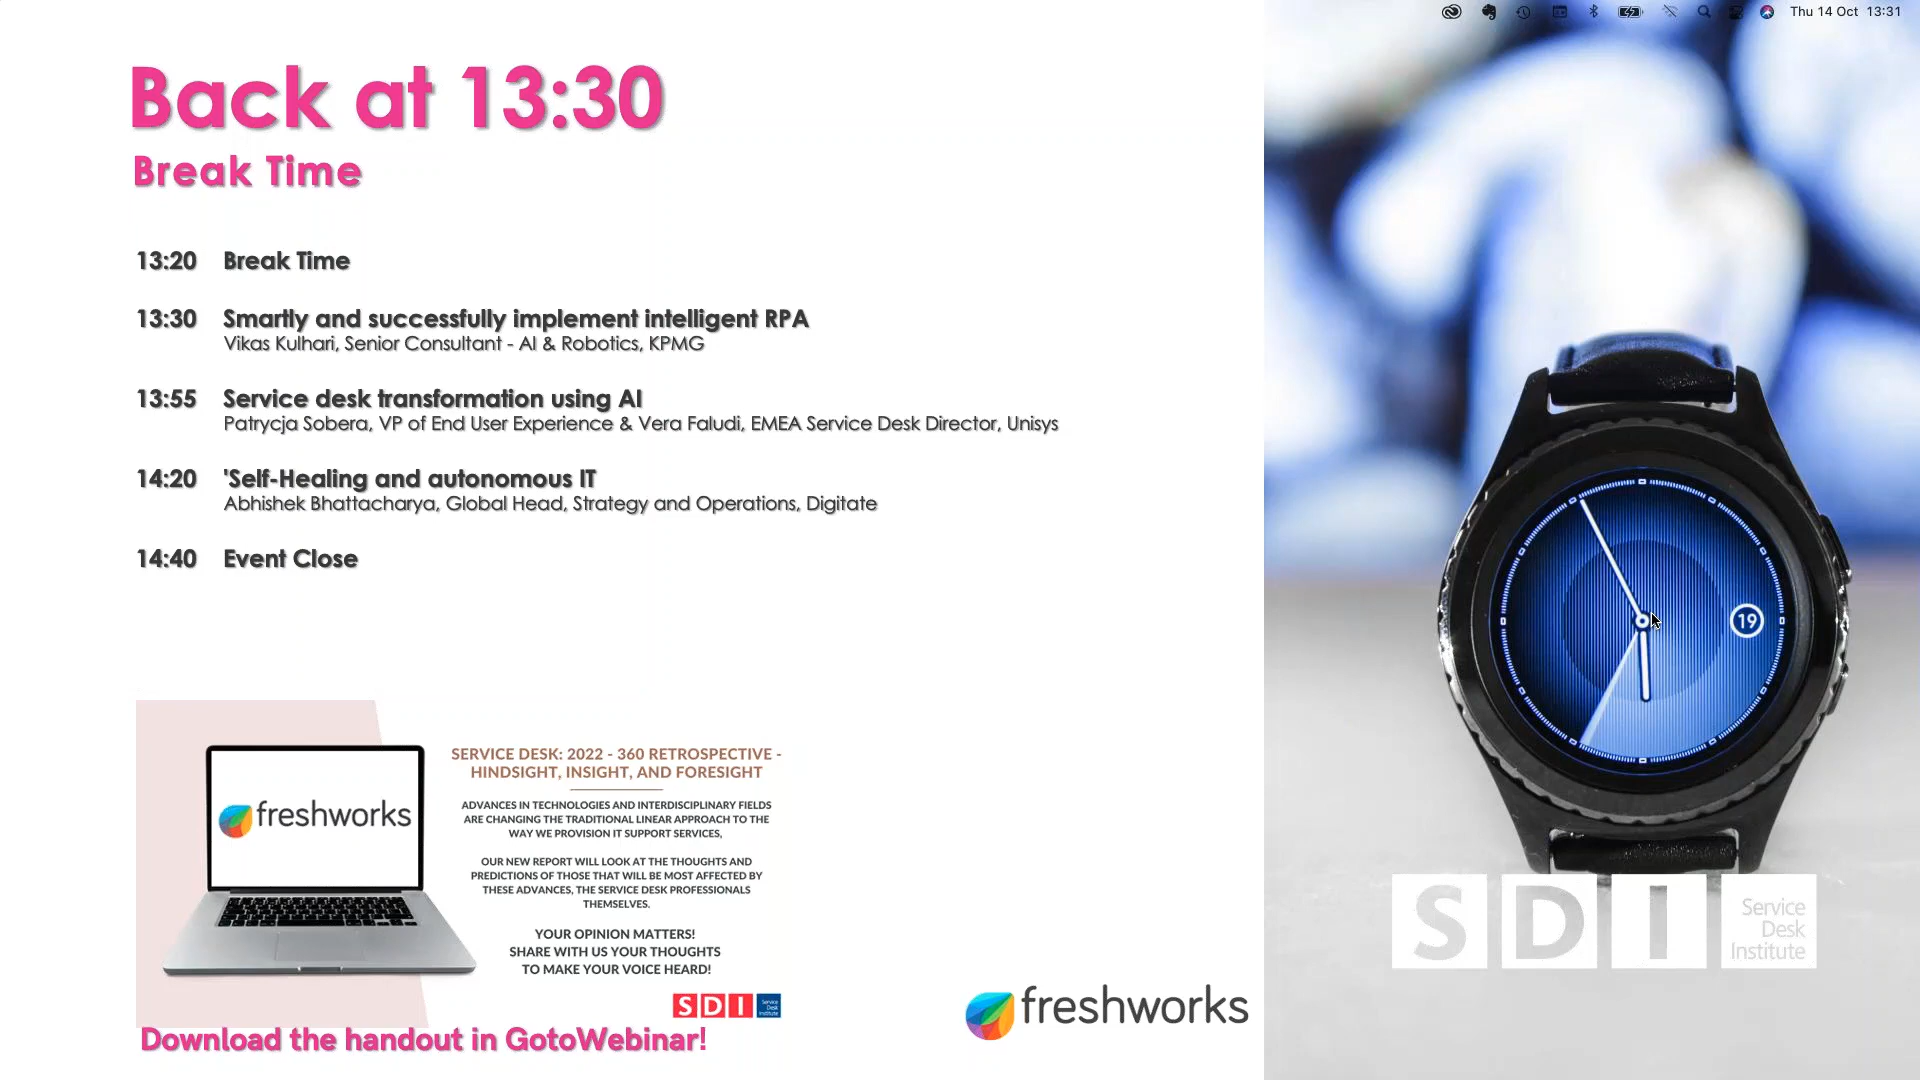 Thu 14 Oct 13:31
Back at 13:30
Break Time
13:20 Break Time
13:30 Smartly and successfully implement intelligent RPA
Vikas Kulhari, Senior Consultant - AI & Robotics, KPMG
13:55 Service desk transformation using AI
Patrycja Sobera, VP of End User Experience & Vera Faludi, EMEA Service Desk Director, Unisys
14:20 'Self-Healing and autonomous IT
Abhishek Bhattacharya, Global Head, Strategy and Operations, Digitate
14:40 Event Close
freshworks
SERVICE DESK: 2022 - 360 RETROSPECTIVE -
HINDSIGHT, INSIGHT, AND FORESIGHT
ADVANCES IN TECHNOLOGIES AND INTERDISCIPLINARY FIELDS
ARE CHANGING THE TRADITIONAL LINEAR APPROACH TO THE
WAY WE PROVISION IT SUPPORT SERVICES,
OUR NEW REPORT WILL LOOK AT THE THOUGHTS AND
PREDICTIONS OF THOSE THAT WILL BE MOST AFFECTED BY
THESE ADVANCES, THE SERVICE DESK PROFESSIONALS
THEMSELVES.
YOUR OPINION MATTERS!
SHARE WITH US YOUR THOUGHTS
TO MAKE YOUR VOICE HEARD!
SDI Service
Desk
Institute
Download the handout in GotoWebinar!
freshworks
19
SDI
Service
Desk
Institute